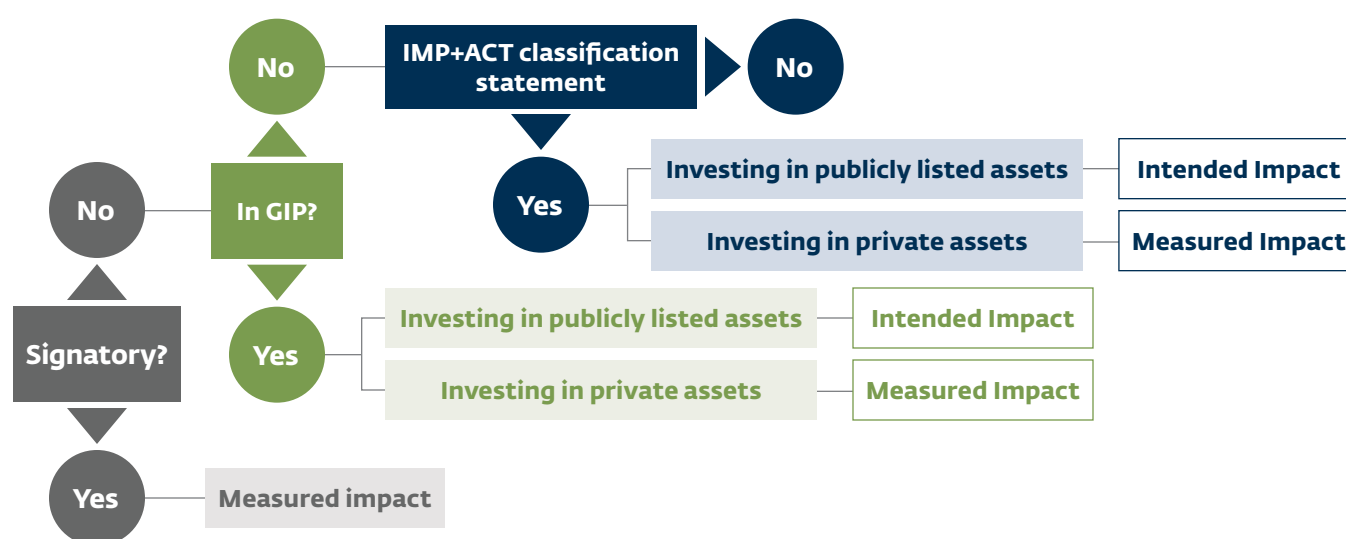 No
IMP+ACT classification
statement
No
Investing in publicly listed assets
Intended Impact
No
In GIP?
Yes
Investing in private assets
Measured Impact
Investing in publicly listed assets
Intended Impact
Signatory?
Yes
Investing in private assets
Measured Impact
Yes
Measured impact